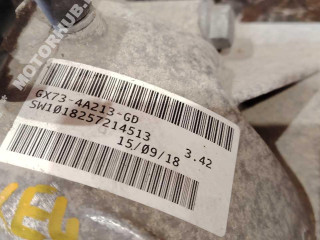 MOTORHUB.
GX73-4A213-GD
SW1018257214513
15/09/18
3.42